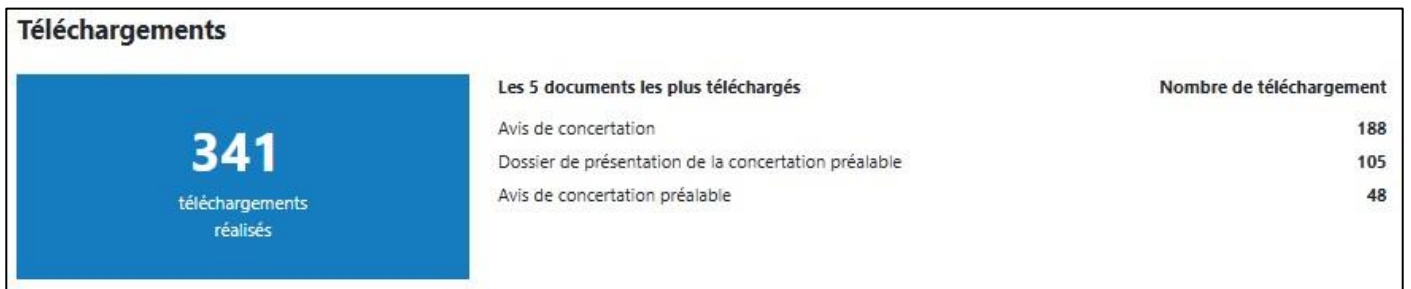 Téléchargements
341
téléchargements
réalisés
Les 5 documents les plus téléchargés Nombre de téléchargement
Avis de concertation 188
Dossier de présentation de la concertation préalable 105
Avis de concertation préalable 48